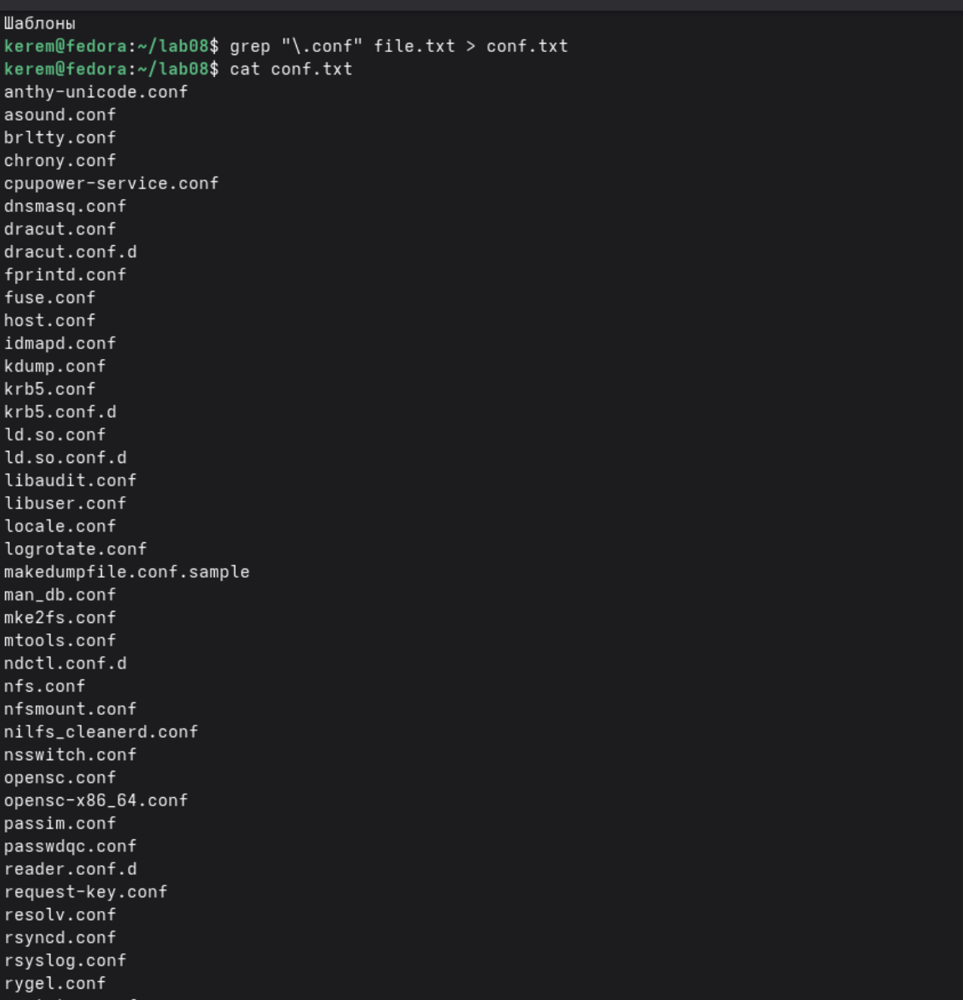 Шаблоны
kerem@fedora:~/lab08$ grep "\.conf" file.txt > conf.txt
kerem@fedora:~/lab08$ cat conf.txt
anthy-unicode.conf
asound.conf
brltty.conf
chrony.conf
cpupower-service.conf
dnsmasq.conf
dracut.conf
dracut.conf.d
fprintd.conf
fuse.conf
host.conf
idmapd.conf
kdump.conf
krb5.conf
krb5.conf.d
ld.so.conf
ld.so.conf.d
libaudit.conf
libuser.conf
locale.conf
logrotate.conf
makedumpfile.conf.sample
man_db.conf
mke2fs.conf
mtools.conf
ndctl.conf.d
nfs.conf
nfsmount.conf
nilfs_cleanerd.conf
nsswitch.conf
opensc.conf
opensc-x86_64.conf
passim.conf
passwdqc.conf
reader.conf.d
request-key.conf
resolv.conf
rsyncd.conf
rsyslog.conf
rygel.conf